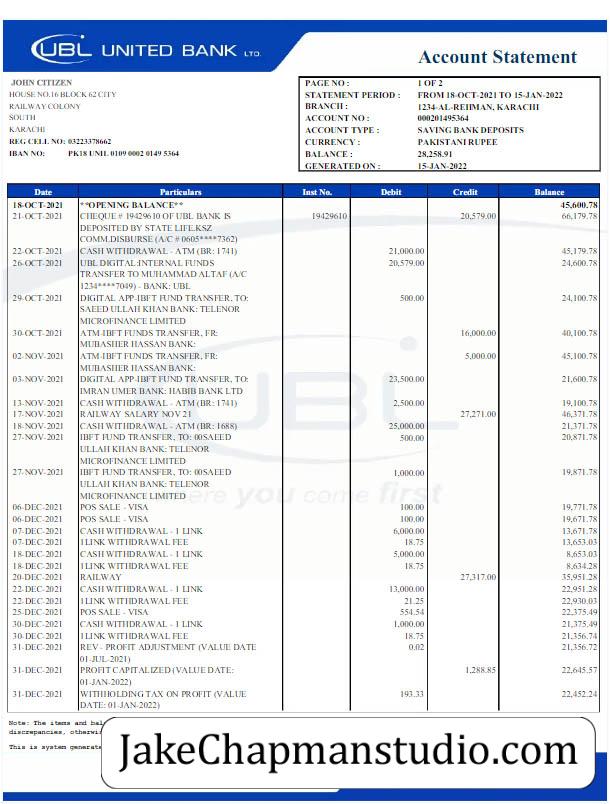 UBL UNITED BANK LTD.
Account Statement
JOHN CITIZEN
HOUSE NO.16 BLOCK 62 CITY
RAILWAY COLONY
SOUTH
KARACHI
REG CELL NO: 03223378662
IBAN NO: PK18 UNIL 0109 0002 0149 5364
PAGE NO : 1 OF 2
STATEMENT PERIOD : FROM 18-OCT-2021 TO 15-JAN-2022
BRANCH : 1234-AL-REHMAN, KARACHI
ACCOUNT NO : 000201495364
ACCOUNT TYPE : SAVING BANK DEPOSITS
CURRENCY : PAKISTANI RUPEE
BALANCE : 28,258.91
GENERATED ON : 15-JAN-2022
Date Particulars Inst No. Debit Credit Balance
18-OCT-2021 **OPENING BALANCE** 45,600.78
21-OCT-2021 CHEQUE # 19429610 OF UBL BANK IS 19429610 20,579.00 66,179.78
DEPOSITED BY STATE LIFE.KSZ
COMM.DISBURSE (A/C # 0605****7362)
22-OCT-2021 CASH WITHDRAWAL - ATM (BR: 1741) 21,000.00 45,179.78
26-OCT-2021 UBL DIGITAL:INTERNAL FUNDS 20,579.00 24,600.78
TRANSFER TO MUHAMMAD ALTAF (A/C
1234****7049) - BANK: UBL
29-OCT-2021 DIGITAL APP-IBFT FUND TRANSFER, TO: 500.00 24,100.78
SAEED ULLAH KHAN BANK: TELENOR
MICROFINANCE LIMITED
30-OCT-2021 ATM-IBFT FUNDS TRANSFER, FR: 16,000.00 40,100.78
MUBASHER HASSAN BANK:
02-NOV-2021 ATM-IBFT FUNDS TRANSFER, FR: 5,000.00 45,100.78
MUBASHER HASSAN BANK:
03-NOV-2021 DIGITAL APP-IBFT FUND TRANSFER, TO: 23,500.00 21,600.78
IMRAN UMER BANK: HABIB BANK LTD
13-NOV-2021 CASH WITHDRAWAL - ATM (BR: 1741) 2,500.00 19,100.78
17-NOV-2021 RAILWAY SALARY NOV 21 27,271.00 46,371.78
18-NOV-2021 CASH WITHDRAWAL - ATM (BR: 1688) 25,000.00 21,371.78
27-NOV-2021 IBFT FUND TRANSFER, TO: 00SAEED 500.00 20,871.78
ULLAH KHAN BANK: TELENOR
MICROFINANCE LIMITED
27-NOV-2021 IBFT FUND TRANSFER, TO: 00SAEED 1,000.00 19,871.78
ULLAH KHAN BANK: TELENOR
MICROFINANCE LIMITED
06-DEC-2021 POS SALE - VISA 100.00 19,771.78
06-DEC-2021 POS SALE - VISA 100.00 19,671.78
07-DEC-2021 CASH WITHDRAWAL - 1 LINK 6,000.00 13,671.78
07-DEC-2021 1LINK WITHDRAWAL FEE 18.75 13,653.03
18-DEC-2021 CASH WITHDRAWAL - 1 LINK 5,000.00 8,653.03
18-DEC-2021 1LINK WITHDRAWAL FEE 18.75 8,634.28
20-DEC-2021 RAILWAY 27,317.00 35,951.28
22-DEC-2021 CASH WITHDRAWAL - 1 LINK 13,000.00 22,951.28
22-DEC-2021 1LINK WITHDRAWAL FEE 21.25 22,930.03
25-DEC-2021 POS SALE - VISA 554.54 22,375.49
30-DEC-2021 CASH WITHDRAWAL - 1 LINK 1,000.00 21,375.49
30-DEC-2021 1LINK WITHDRAWAL FEE 18.75 21,356.74
31-DEC-2021 REV - PROFIT ADJUSTMENT (VALUE DATE 0.02 21,356.72
01-JUL-2021)
31-DEC-2021 PROFIT CAPITALIZED (VALUE DATE: 1,288.85 22,645.57
01-JAN-2022)
31-DEC-2021 WITHHOLDING TAX ON PROFIT (VALUE 193.33 22,452.24
DATE: 01-JAN-2022)
UBL
you come first
Note: The items and
discrepancies,
This is system
JakeChapmanstudio.com